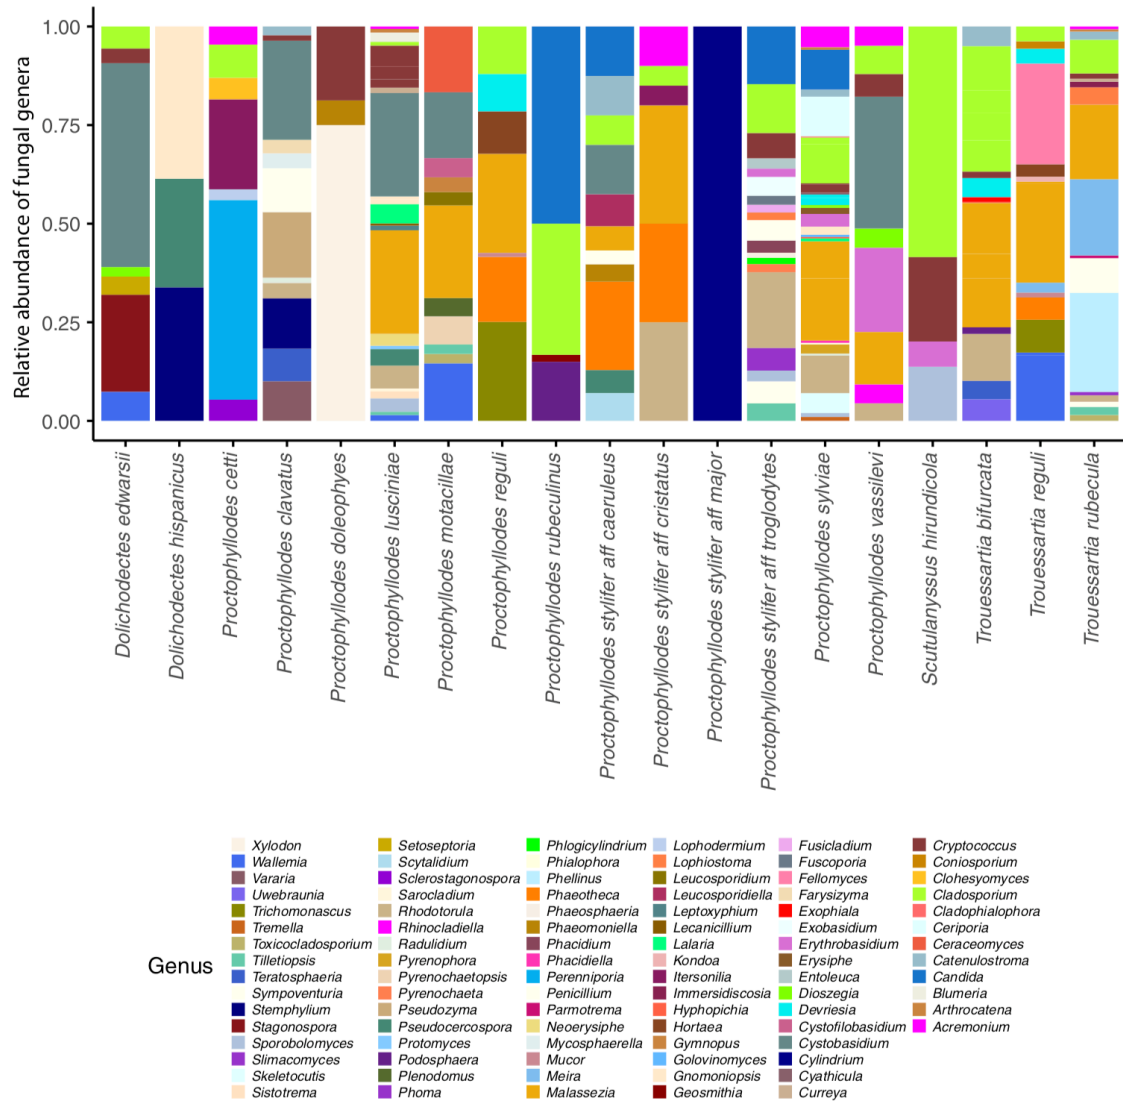 Relative abundance of fungal genera
1.00
0.75
0.50
0.25
0.00
Dolichodectes edwarsii
Dolichodectes hispanicus
Proctophyllodes cetti
Proctophyllodes clavatus
Proctophyllodes doleophyes
Proctophyllodes lusciniae
Proctophyllodes motacillae
Proctophyllodes reguli
Proctophyllodes rubeculinus
Proctophyllodes stylifer aff caeruleus
Proctophyllodes stylifer aff cristatus
Proctophyllodes stylifer aff major
Proctophyllodes stylifer aff troglodytes
Proctophyllodes sylviae
Proctophyllodes vassilevi
Scutulanyssus hirundicola
Trouessartia bifurcata
Trouessartia reguli
Trouessartia rubecula
Genus
Xylodon
Wallemia
Vararia
Uwebraunia
Trichomonascus
Tremella
Toxicocladosporium
Tilletiopsis
Teratosphaeria
Sympoventuria
Stemphylium
Stagonospora
Sporobolomyces
Slimacomyces
Skeletocutis
Sistotrema
Setoseptoria
Scytalidium
Sclerostagonospora
Sarocladium
Rhodotorula
Rhinocladiella
Radulidium
Pyrenophora
Pyrenochaetopsis
Pyrenochaeta
Pseudozyma
Pseudocercospora
Protomyces
Podosphaera
Plenodomus
Phoma
Phlogicylindrium
Phialophora
Phellinus
Phaeotheca
Phaeosphaeria
Phaeomoniella
Phacidium
Phacidiella
Perenniporia
Penicillium
Parmotrema
Neoerysiphe
Mycosphaerella
Mucor
Meira
Malassezia
Lophodermium
Lophiostoma
Leucosporidium
Leucosporidiella
Leptoxyphium
Lecanicillium
Lalaria
Kondoa
Itersonilia
Immersidiscosia
Hyphopichia
Hortaea
Gymnopus
Golovinomyces
Gnomoniopsis
Geosmithia
Fusicladium
Fuscoporia
Fellomyces
Farysizyma
Exophiala
Exobasidium
Erythrobasidium
Erysiphe
Entoleuca
Dioszegia
Devriesia
Cystofilobasidium
Cystobasidium
Cylindrium
Cyathicula
Curreya
Cryptococcus
Coniosporium
Clohesyomyces
Cladosporium
Cladophialophora
Ceriporia
Ceraceomyces
Catenulostroma
Candida
Blumeria
Arthrocatena
Acremonium